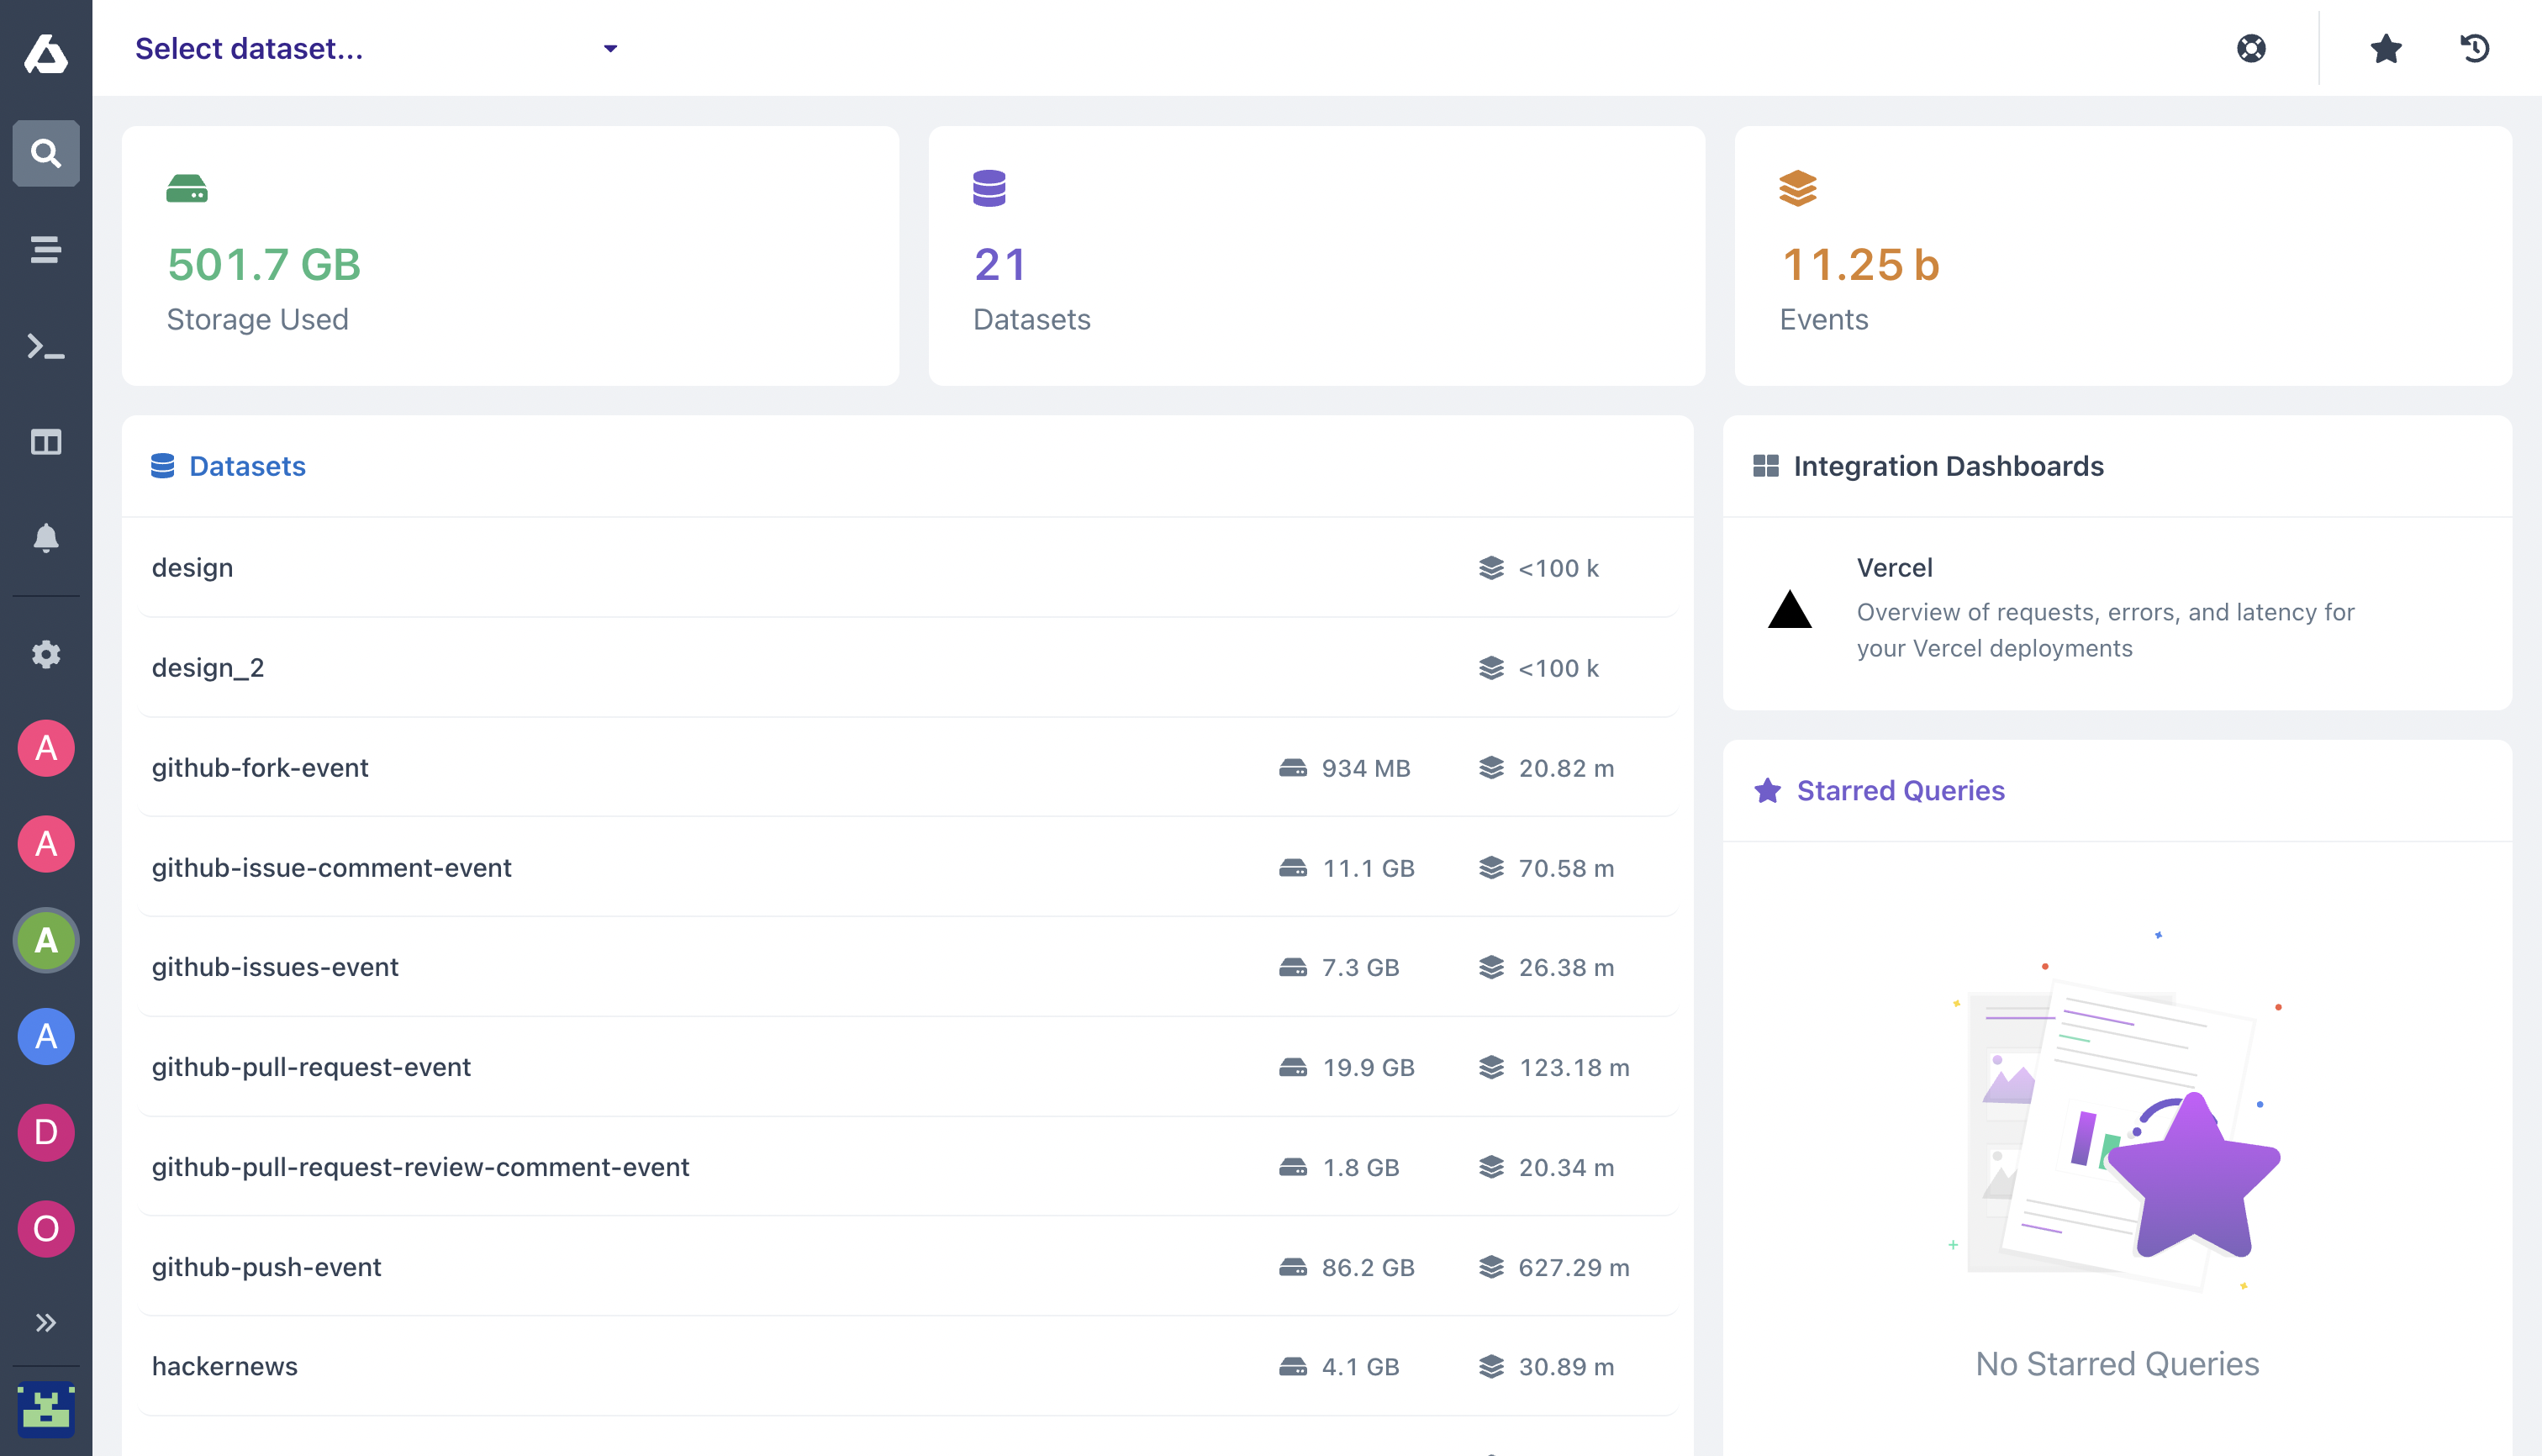 Select dataset...
501.7 GB
Storage Used
21
Datasets
11.25 b
Events
Datasets
design
<100 k
design_2
<100 k
github-fork-event
934 MB
20.82 m
github-issue-comment-event
11.1 GB
70.58 m
github-issues-event
7.3 GB
26.38 m
github-pull-request-event
19.9 GB
123.18 m
github-pull-request-review-comment-event
1.8 GB
20.34 m
github-push-event
86.2 GB
627.29 m
hackernews
4.1 GB
30.89 m
Integration Dashboards
Vercel
Overview of requests, errors, and latency for
your Vercel deployments
Starred Queries
No Starred Queries
A
A
A
A
D
O